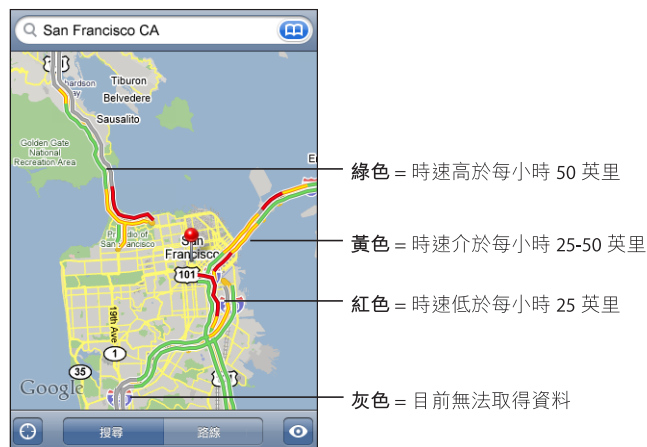 San Francisco CA
Tiburon
Belvedere
Sausalito
Golden Gate
National
Recreation Area
San Francisco
San
Francisco
101
19th Ave
1
35
Google
搜尋
路線
綠色 = 時速高於每小時 50 英里
黃色 = 時速介於每小時 25-50 英里
紅色 = 時速低於每小時 25 英里
灰色 = 目前無法取得資料